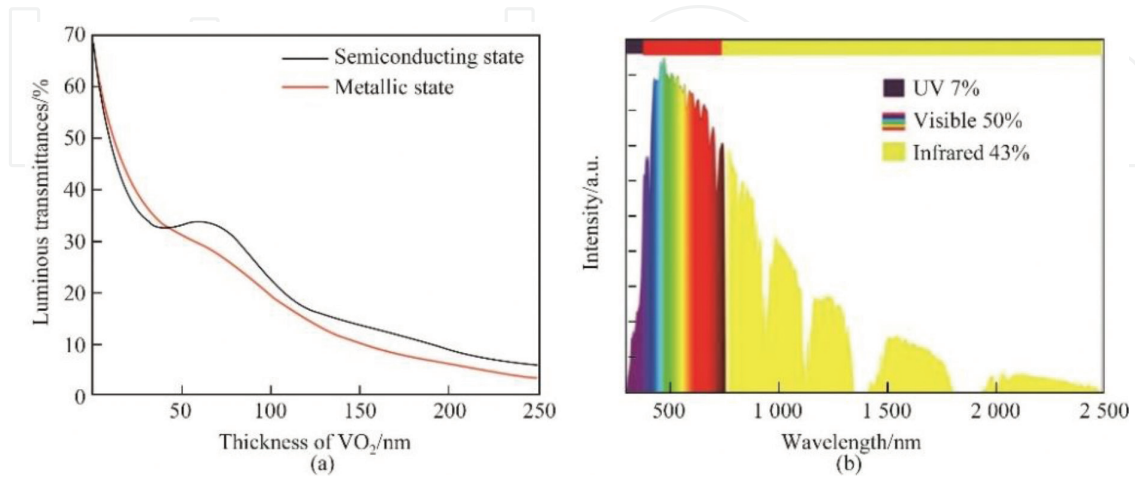 70
60
50
40
30
20
10
0
Luminous transmittances/%
Semiconducting state
Metallic state
50 100 150 200 250
Thickness of VO₂/nm
(a)
Intensity/a.u.
UV 7%
Visible 50%
Infrared 43%
500 1 000 1 500 2 000 2 500
Wavelength/nm
(b)